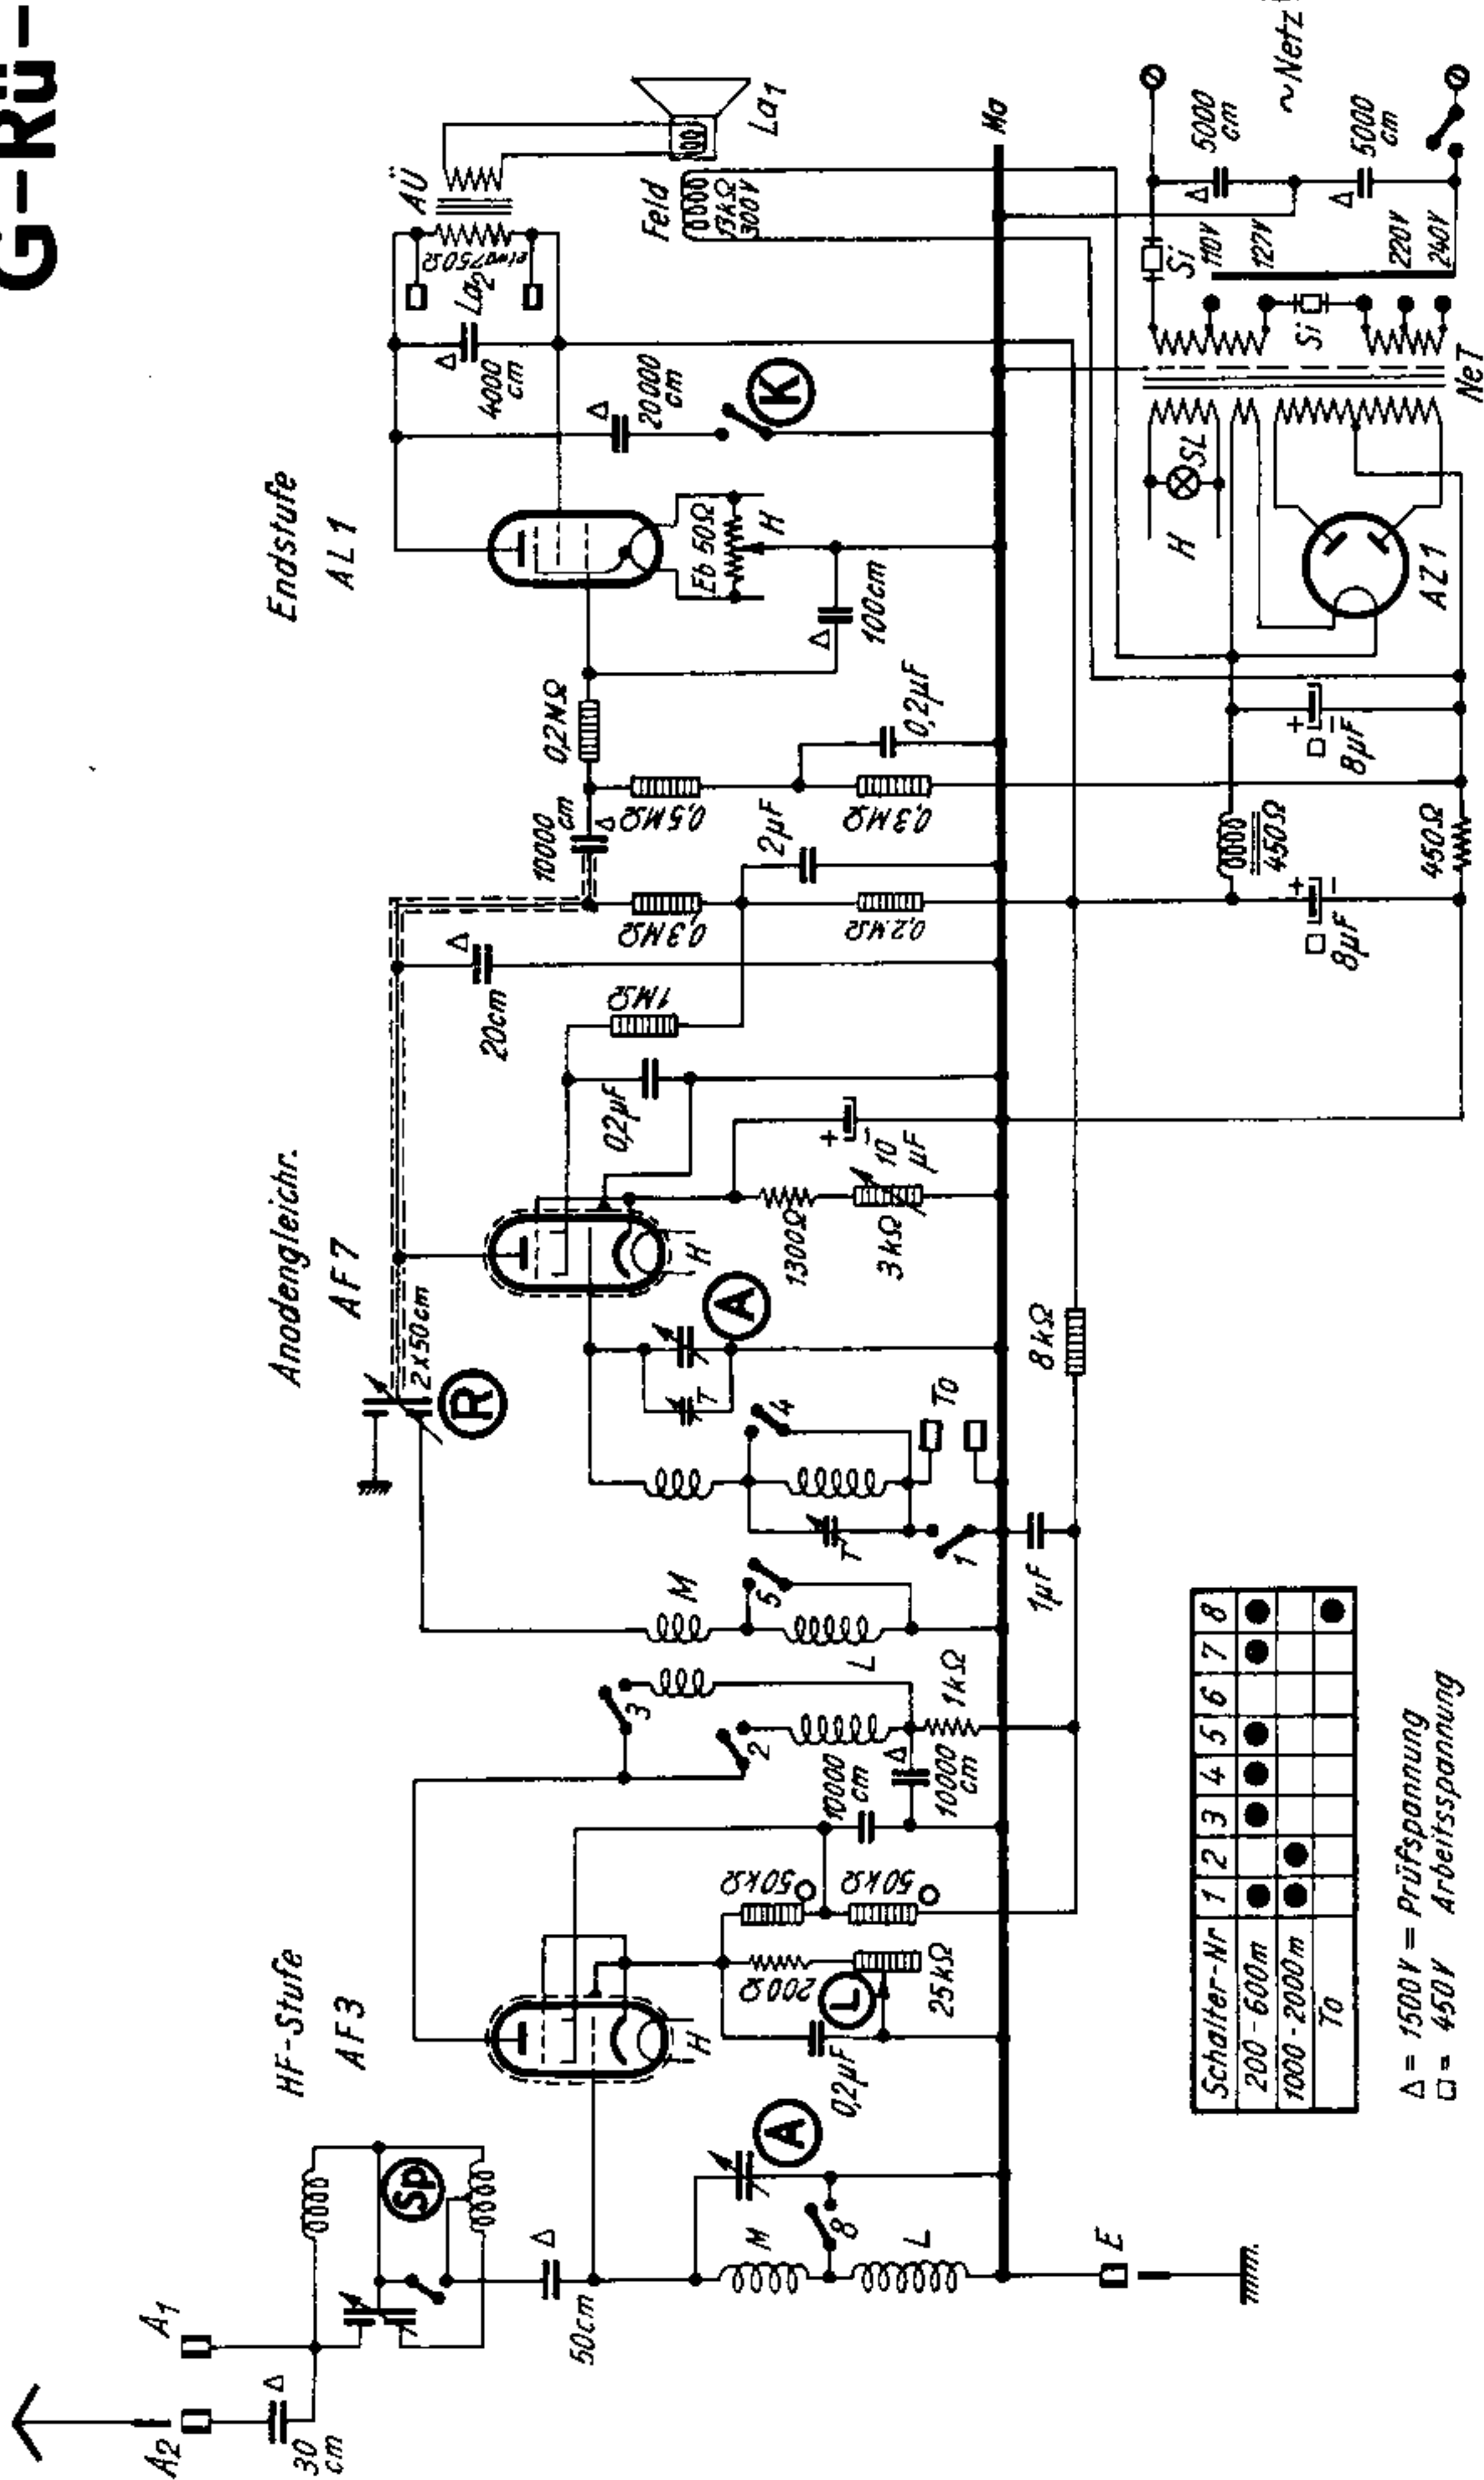 G-Rü-
A2
A1
30
cm
Δ
Sp
50cm
Δ
HF-Stufe
AF3
H
A
M
8
L
E
0,2µF
L
200Ω
25kΩ
50kΩ
50kΩ
10000
cm
10000
cm
Δ
1kΩ
3
2
L
M
5
T
1
1µF
4
To
T
A
8kΩ
Anodengleichr.
AF7
2x50cm
R
H
1300Ω
3kΩ
+
10
µF
0,2µF
1MΩ
20cm
Δ
0,3MΩ
0,2MΩ
2µF
10000
cm
Δ
0,5MΩ
0,3MΩ
0,2µF
0,2MΩ
Endstufe
AL1
Eb 50Ω
H
Δ
100cm
Δ
20000
cm
K
Δ
4000
cm
La2
etwa 750Ω
AÜ
La1
Feld
13kΩ
300V
Ma
Schalter-Nr 1 2 3 4 5 6 7 8
200-600m
1000-2000m
To
Δ = 1500V = Prüfspannung
□ = 450V Arbeitsspannung
□ + −
8µF
450Ω
450Ω
□ + −
8µF
AZ1
H
SL
NeT
Si
Si
110V
127V
220V
240V
Δ
5000
cm
Δ
5000
cm
~Netz